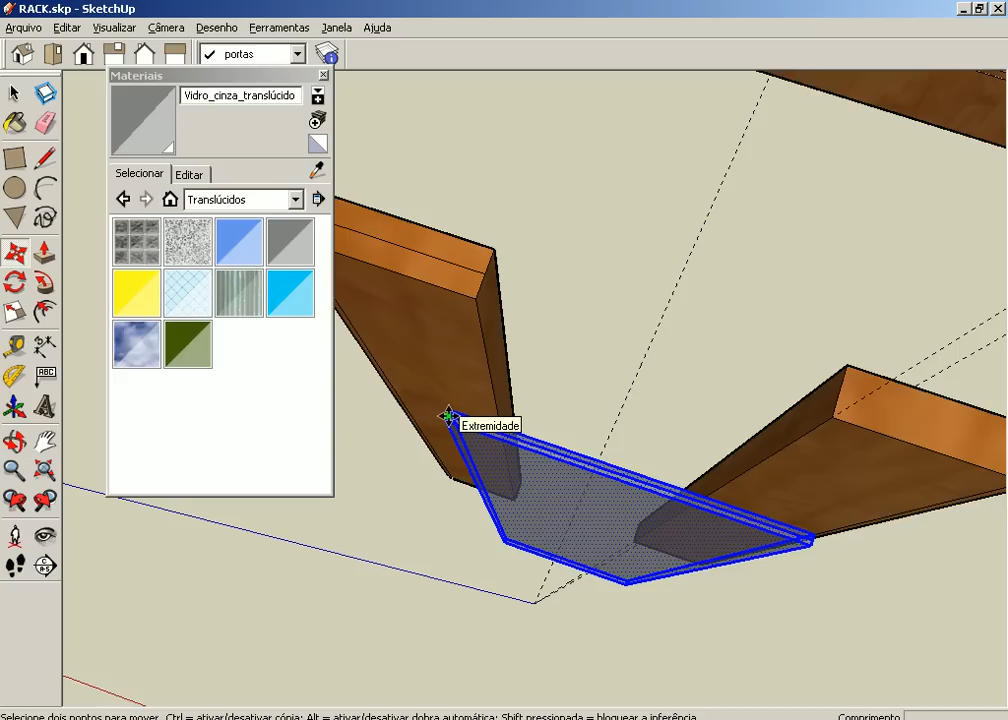 RACK.skp - SketchUp
Arquivo Editar Visualizar Câmera Desenho Ferramentas Janela Ajuda
portas
Materiais
Vidro_cinza_translúcido
Selecionar Editar
Translúcidos
ABC
Extremidade
Selecione dois pontos para mover. Ctrl = ativar/desativar cópia; Alt = ativar/desativar dobra automática; Shift pressionada = bloquear a inferência. Comprimento